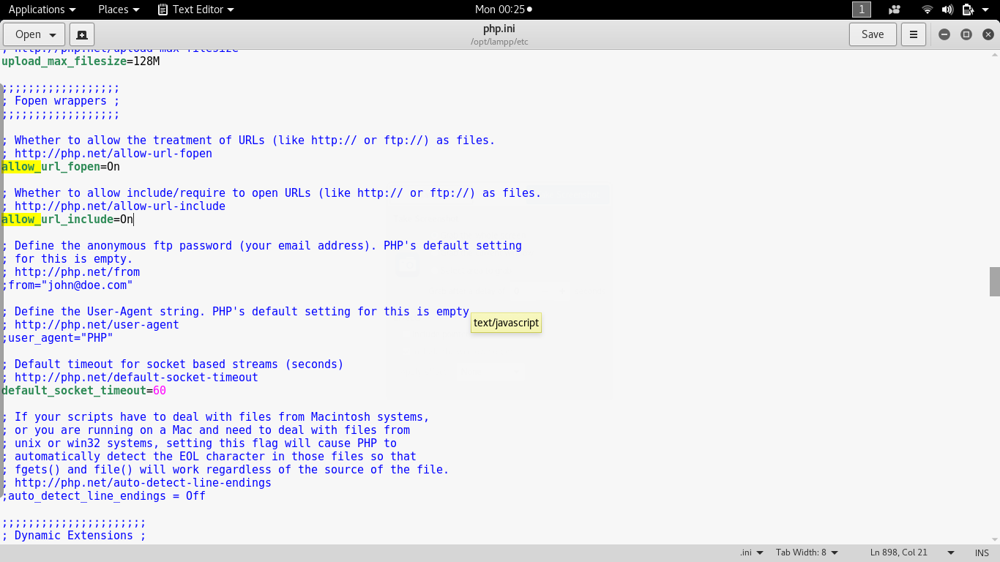 Applications Places Text Editor Mon 00:25 1
Open php.ini Save
/opt/lampp/etc
; http://php.net/upload-max-filesize
upload_max_filesize=128M
;;;;;;;;;;;;;;;;;;
; Fopen wrappers ;
;;;;;;;;;;;;;;;;;;
; Whether to allow the treatment of URLs (like http:// or ftp://) as files.
; http://php.net/allow-url-fopen
allow_url_fopen=On
; Whether to allow include/require to open URLs (like http:// or ftp://) as files.
; http://php.net/allow-url-include
allow_url_include=On
; Define the anonymous ftp password (your email address). PHP's default setting
; for this is empty.
; http://php.net/from
;from="john@doe.com"
; Define the User-Agent string. PHP's default setting for this is empty
; http://php.net/user-agent
text/javascript
;user_agent="PHP"
; Default timeout for socket based streams (seconds)
; http://php.net/default-socket-timeout
default_socket_timeout=60
; If your scripts have to deal with files from Macintosh systems,
; or you are running on a Mac and need to deal with files from
; unix or win32 systems, setting this flag will cause PHP to
; automatically detect the EOL character in those files so that
; fgets() and file() will work regardless of the source of the file.
; http://php.net/auto-detect-line-endings
;auto_detect_line_endings = Off
;;;;;;;;;;;;;;;;;;;;;;
; Dynamic Extensions ;
.ini Tab Width: 8 Ln 898, Col 21 INS